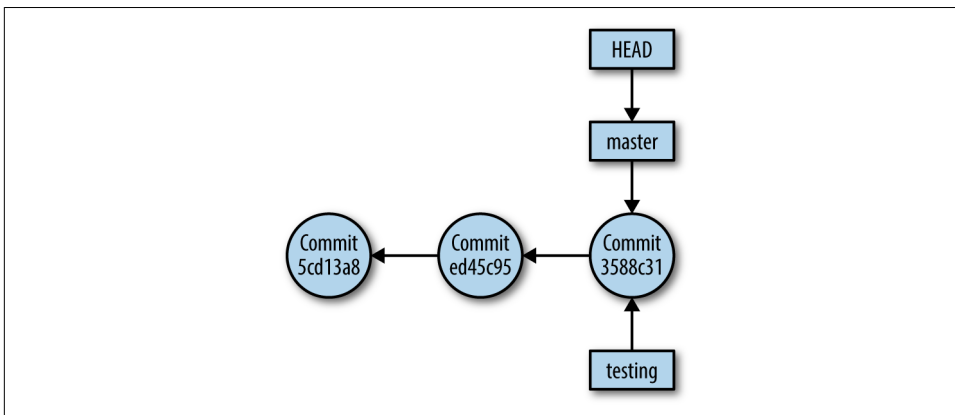 HEAD
master
Commit
5cd13a8
Commit
ed45c95
Commit
3588c31
testing